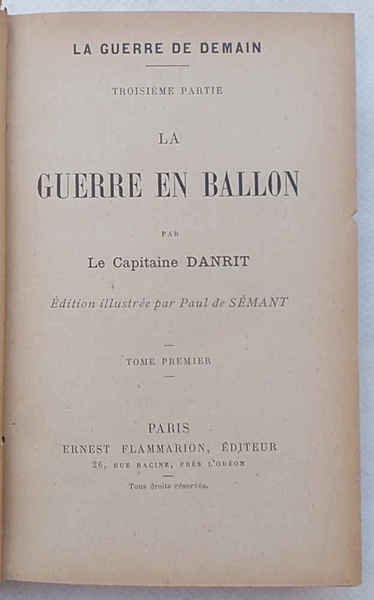 LA GUERRE DE DEMAIN
TROISIÈME PARTIE
LA
GUERRE EN BALLON
PAR
Le Capitaine DANRIT
Édition illustrée par Paul de SÉMANT
TOME PREMIER
PARIS
ERNEST FLAMMARION, ÉDITEUR
26, RUE RACINE, PRÈS L'ODÉON
Tous droits réservés.